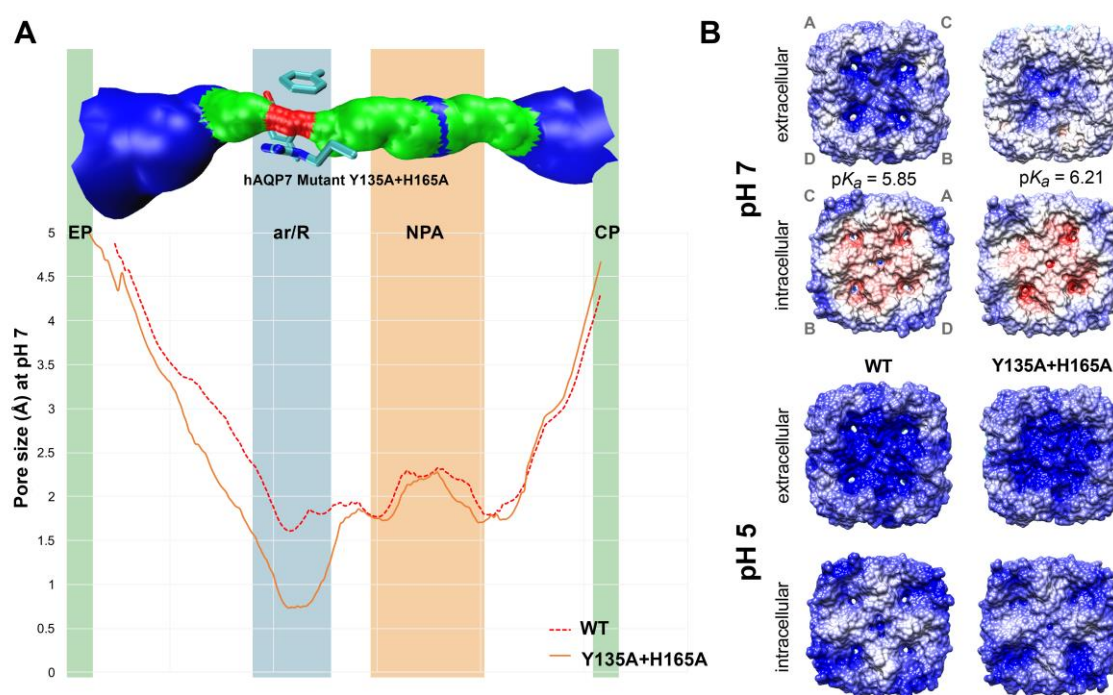 A
hAQP7 Mutant Y135A+H165A
EP
ar/R
NPA
CP
Pore size (Å) at pH 7
5
4.5
4
3.5
3
2.5
2
1.5
1
0.5
0
WT
Y135A+H165A
B
pH 7
extracellular
A
C
D
B
pKa = 5.85
pKa = 6.21
intracellular
C
A
B
D
WT
Y135A+H165A
pH 5
extracellular
intracellular